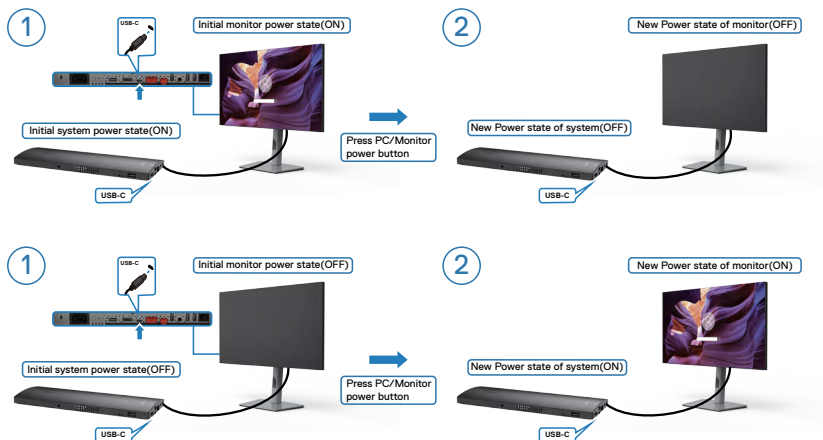 1
USB-C
Initial monitor power state(ON)
Initial system power state(ON)
USB-C
Press PC/Monitor
power button
2
New Power state of monitor(OFF)
New Power state of system(OFF)
USB-C
1
USB-C
Initial monitor power state(OFF)
Initial system power state(OFF)
USB-C
Press PC/Monitor
power button
2
New Power state of monitor(ON)
New Power state of system(ON)
USB-C